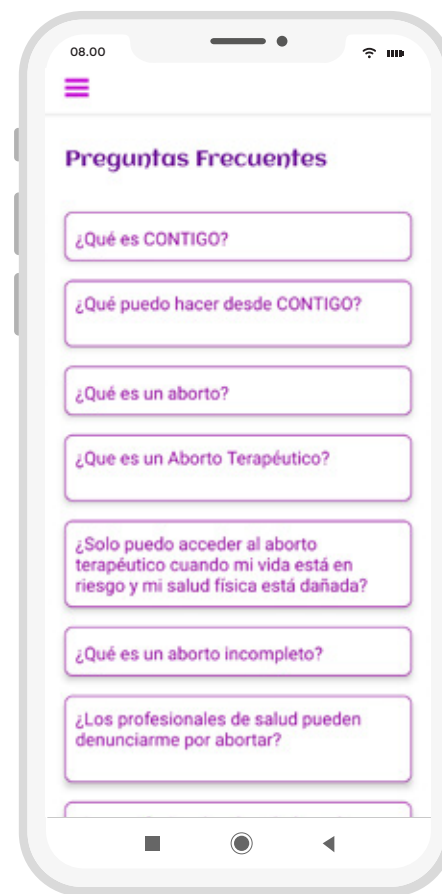 08.00
Preguntas Frecuentes
¿Qué es CONTIGO?
¿Qué puedo hacer desde CONTIGO?
¿Qué es un aborto?
¿Que es un Aborto Terapéutico?
¿Solo puedo acceder al aborto
terapéutico cuando mi vida está en
riesgo y mi salud física está dañada?
¿Qué es un aborto incompleto?
¿Los profesionales de salud pueden
denunciarme por abortar?